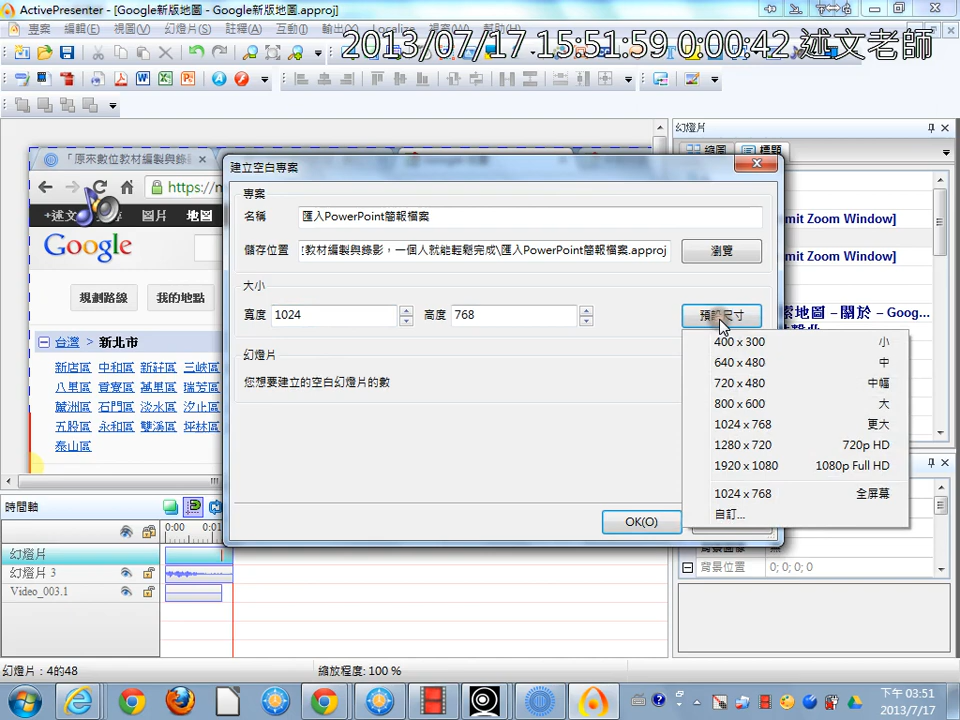 ActivePresenter - [Google新版地圖 - Google新版地圖.approj]
專案 編輯(E) 視圖(V) 幻燈片(S) 註釋(A) 互動(I)
2013/07/17 15:51:59 0:00:42 述文老師
「原來數位教材編製與錄影
https://n
+述文 圖片 地圖
Google
規劃路線 我的地點
台灣 > 新北市
新店區 中和區 新莊區 三峽區
八里區 貢寮區 萬里區 瑞芳區
蘆洲區 石門區 淡水區 汐止區
五股區 永和區 雙溪區 坪林區
泰山區
建立空白專案
專案
名稱 匯入PowerPoint簡報檔案
儲存位置 教材編製與錄影，一個人就能輕鬆完成\匯入PowerPoint簡報檔案.approj 瀏覽
大小
寬度 1024 高度 768 預設尺寸
400 x 300 小
640 x 480 中
720 x 480 中幅
800 x 600 大
1024 x 768 更大
1280 x 720 720p HD
1920 x 1080 1080p Full HD
1024 x 768 全屏幕
自訂...
幻燈片
您想要建立的空白幻燈片的數
OK(O)
幻燈片
縮圖 標題
mit Zoom Window]
mit Zoom Window]
索地圖 – 關於 – Goog...
背景圖像 無
背景位置 0; 0; 0; 0
時間軸
0:00 0:01
幻燈片
幻燈片 3
Video_003.1
幻燈片：4的48 縮放程度: 100 %
下午 03:51
2013/7/17